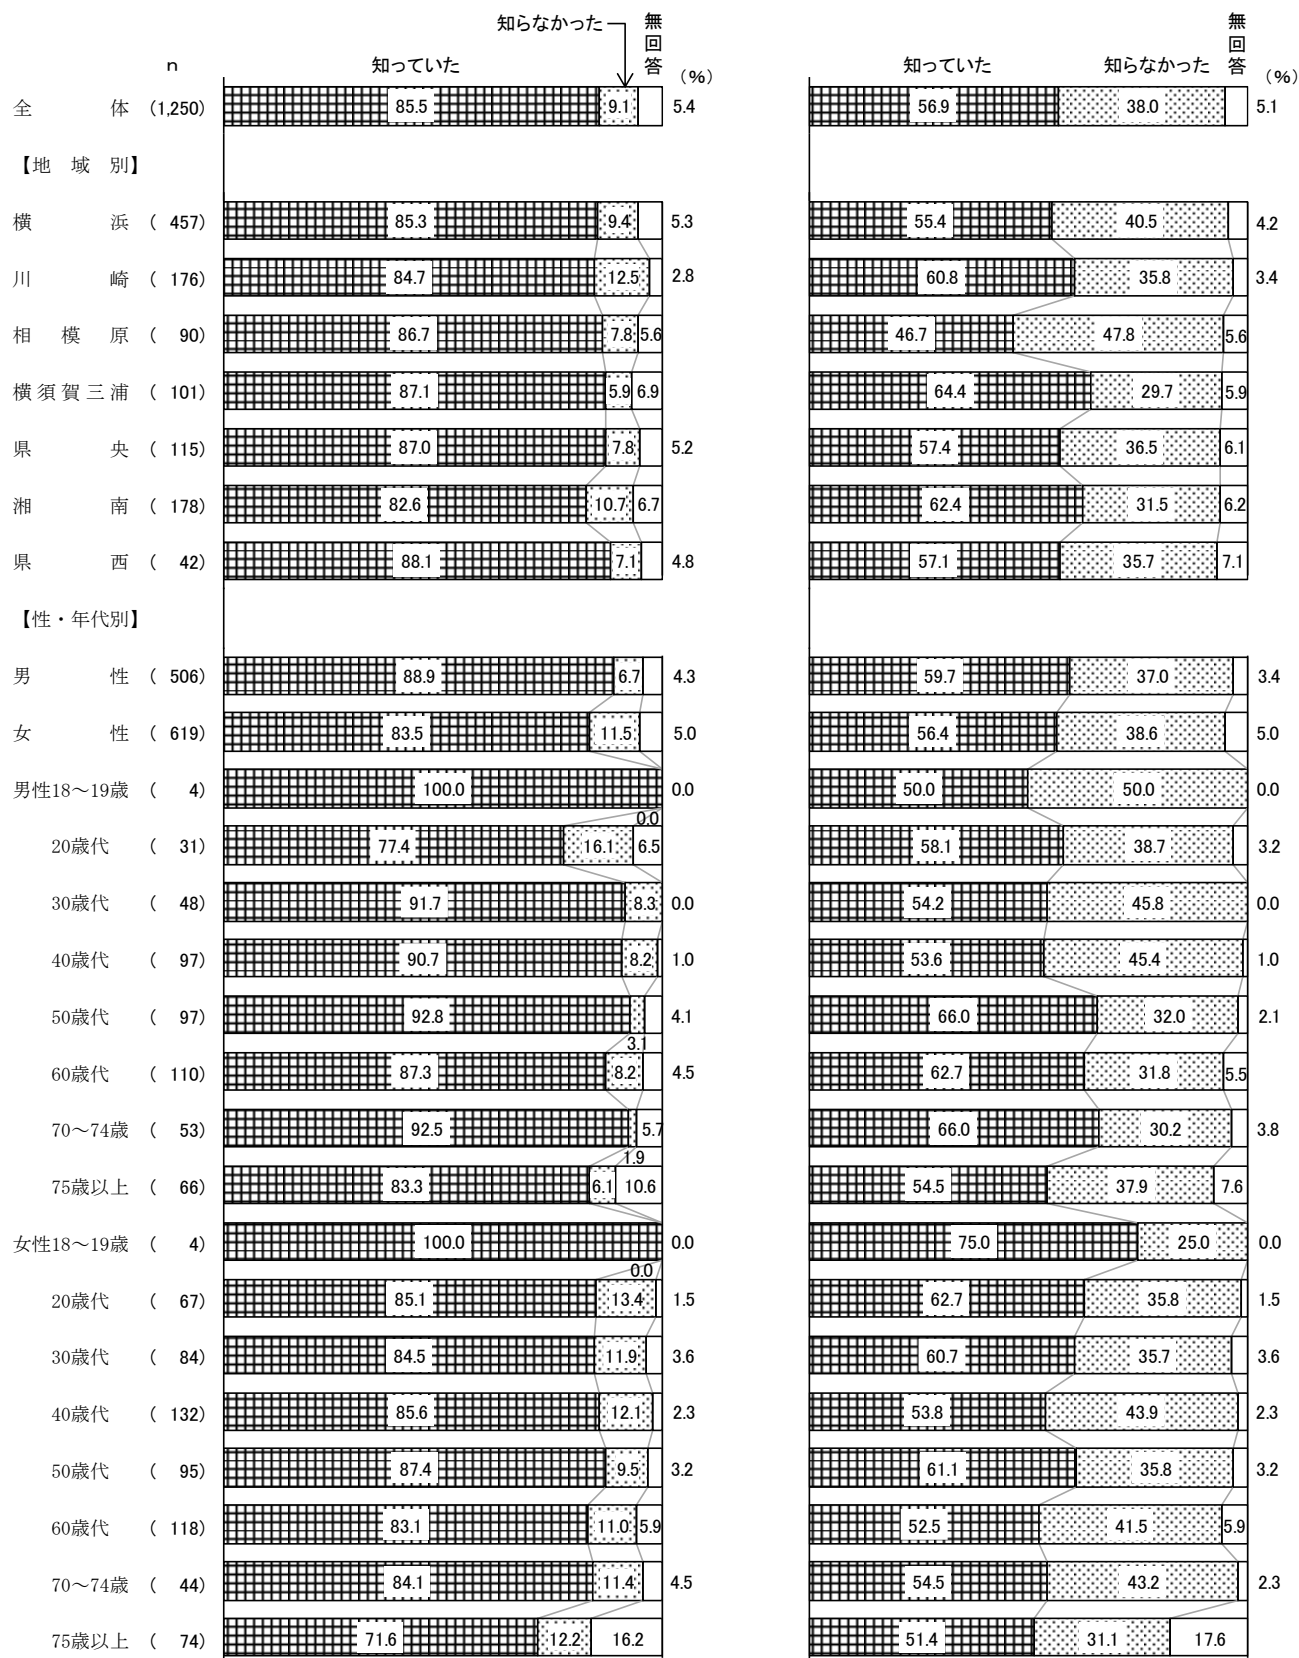 知らなかった 無回答 無回答
n 知っていた (%) 知っていた 知らなかった (%)
全体 (1,250) 85.5 9.1 5.4 56.9 38.0 5.1
【地域別】
横浜 (457) 85.3 9.4 5.3 55.4 40.5 4.2
川崎 (176) 84.7 12.5 2.8 60.8 35.8 3.4
相模原 (90) 86.7 7.8 5.6 46.7 47.8 5.6
横須賀三浦 (101) 87.1 5.9 6.9 64.4 29.7 5.9
県央 (115) 87.0 7.8 5.2 57.4 36.5 6.1
湘南 (178) 82.6 10.7 6.7 62.4 31.5 6.2
県西 (42) 88.1 7.1 4.8 57.1 35.7 7.1
【性・年代別】
男性 (506) 88.9 6.7 4.3 59.7 37.0 3.4
女性 (619) 83.5 11.5 5.0 56.4 38.6 5.0
男性18～19歳 (4) 100.0 0.0 0.0 50.0 50.0 0.0
20歳代 (31) 77.4 16.1 6.5 58.1 38.7 3.2
30歳代 (48) 91.7 8.3 0.0 54.2 45.8 0.0
40歳代 (97) 90.7 8.2 1.0 53.6 45.4 1.0
50歳代 (97) 92.8 3.1 4.1 66.0 32.0 2.1
60歳代 (110) 87.3 8.2 4.5 62.7 31.8 5.5
70～74歳 (53) 92.5 1.9 5.7 66.0 30.2 3.8
75歳以上 (66) 83.3 6.1 10.6 54.5 37.9 7.6
女性18～19歳 (4) 100.0 0.0 0.0 75.0 25.0 0.0
20歳代 (67) 85.1 13.4 1.5 62.7 35.8 1.5
30歳代 (84) 84.5 11.9 3.6 60.7 35.7 3.6
40歳代 (132) 85.6 12.1 2.3 53.8 43.9 2.3
50歳代 (95) 87.4 9.5 3.2 61.1 35.8 3.2
60歳代 (118) 83.1 11.0 5.9 52.5 41.5 5.9
70～74歳 (44) 84.1 11.4 4.5 54.5 43.2 2.3
75歳以上 (74) 71.6 12.2 16.2 51.4 31.1 17.6